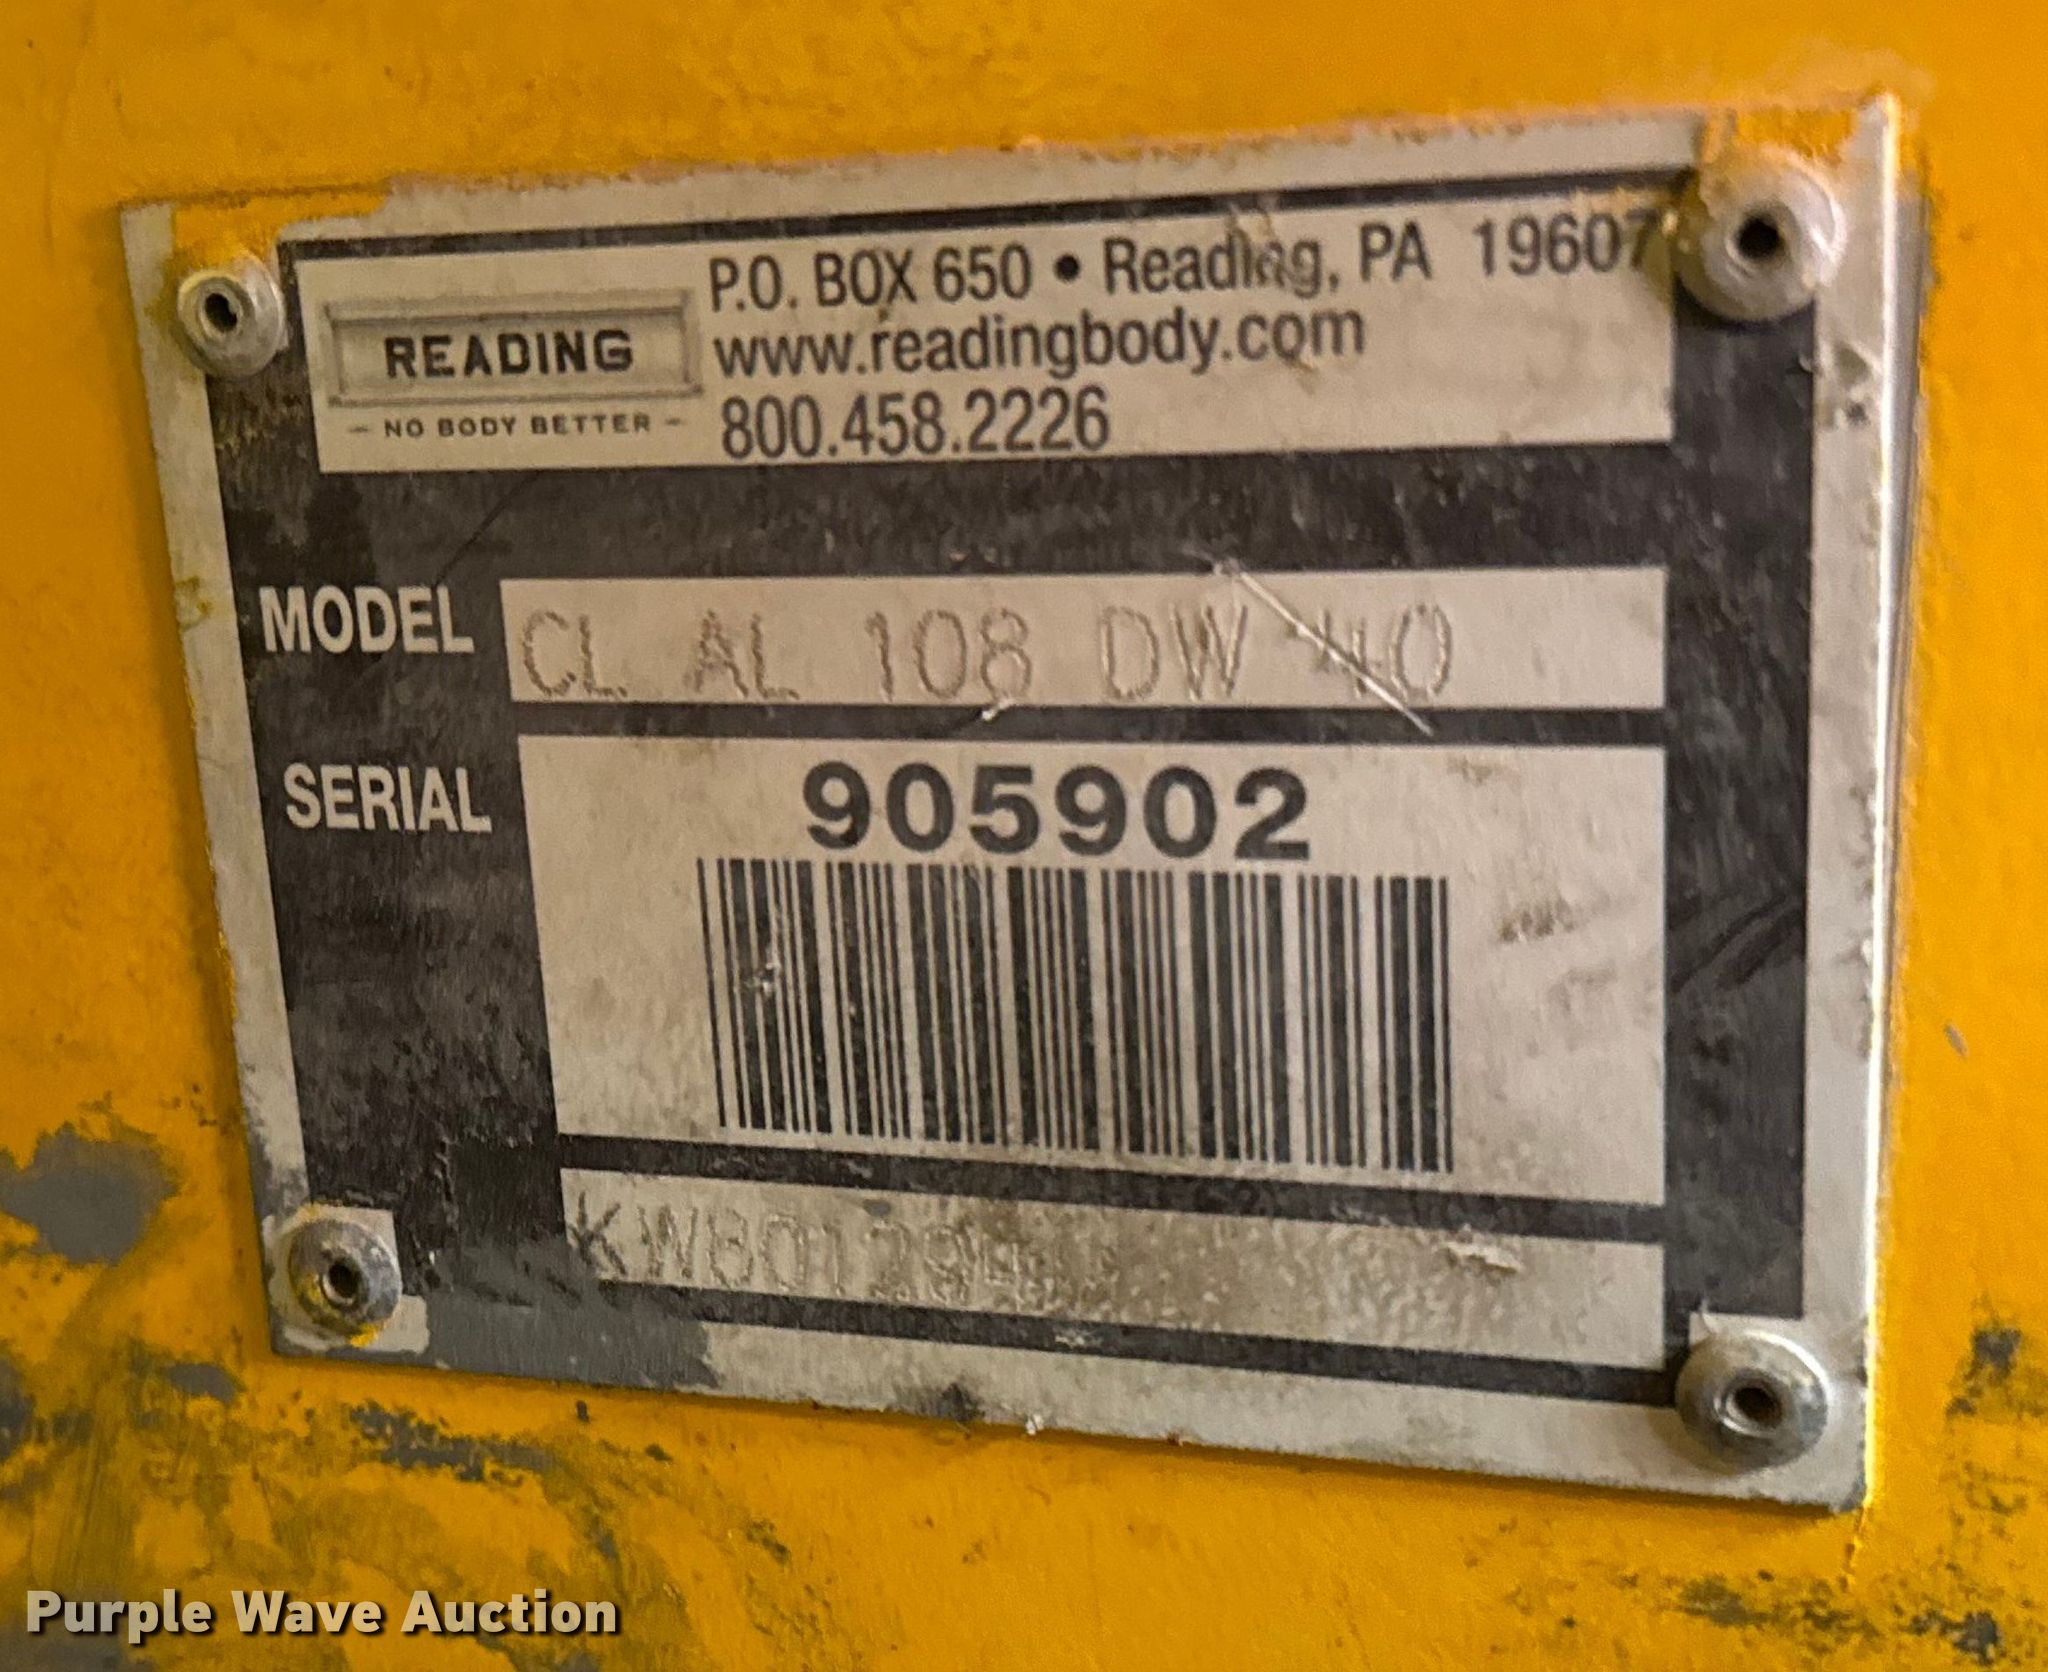 READING
- NO BODY BETTER -
P.O. BOX 650 • Reading, PA 19607
www.readingbody.com
800.458.2226
MODEL CL AL 108 DW 40
SERIAL 905902
Purple Wave Auction